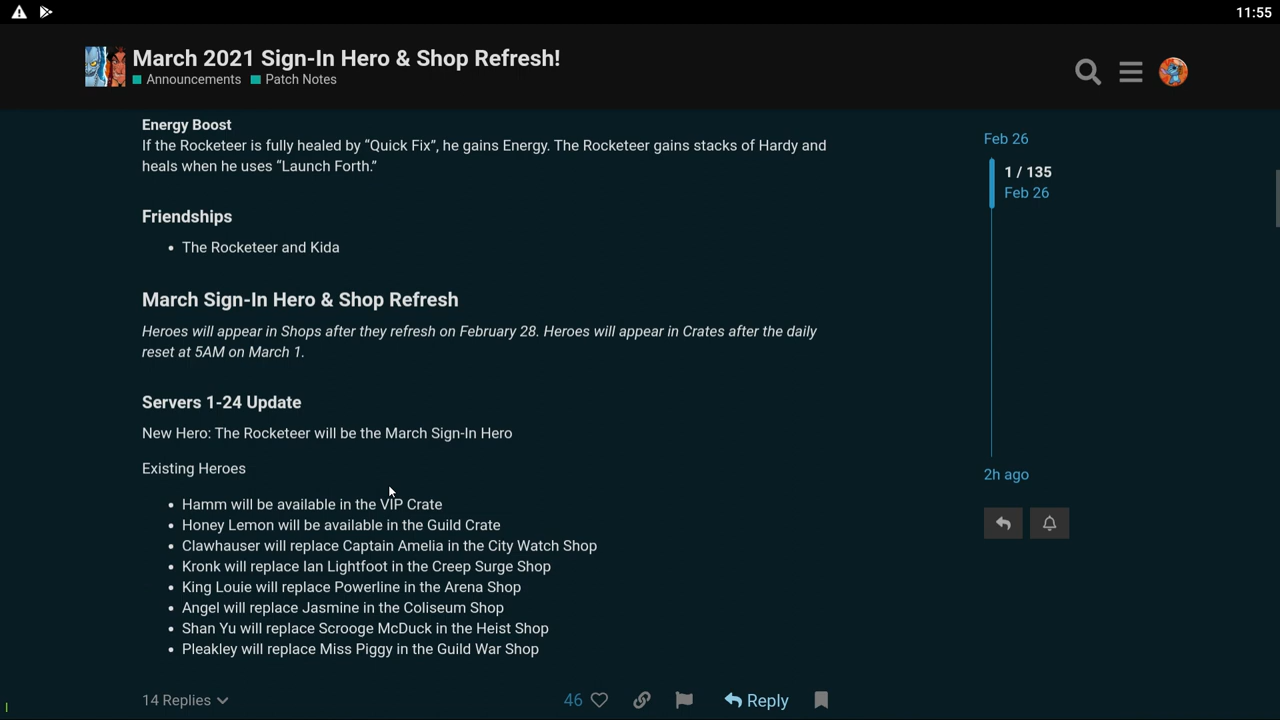 11:55
March 2021 Sign-In Hero & Shop Refresh!
Announcements Patch Notes
Energy Boost
If the Rocketeer is fully healed by “Quick Fix”, he gains Energy. The Rocketeer gains stacks of Hardy and
heals when he uses “Launch Forth.”
Friendships
• The Rocketeer and Kida
March Sign-In Hero & Shop Refresh
Heroes will appear in Shops after they refresh on February 28. Heroes will appear in Crates after the daily
reset at 5AM on March 1.
Servers 1-24 Update
New Hero: The Rocketeer will be the March Sign-In Hero
Existing Heroes
• Hamm will be available in the VIP Crate
• Honey Lemon will be available in the Guild Crate
• Clawhauser will replace Captain Amelia in the City Watch Shop
• Kronk will replace Ian Lightfoot in the Creep Surge Shop
• King Louie will replace Powerline in the Arena Shop
• Angel will replace Jasmine in the Coliseum Shop
• Shan Yu will replace Scrooge McDuck in the Heist Shop
• Pleakley will replace Miss Piggy in the Guild War Shop
14 Replies
46
Reply
Feb 26
1 / 135
Feb 26
2h ago